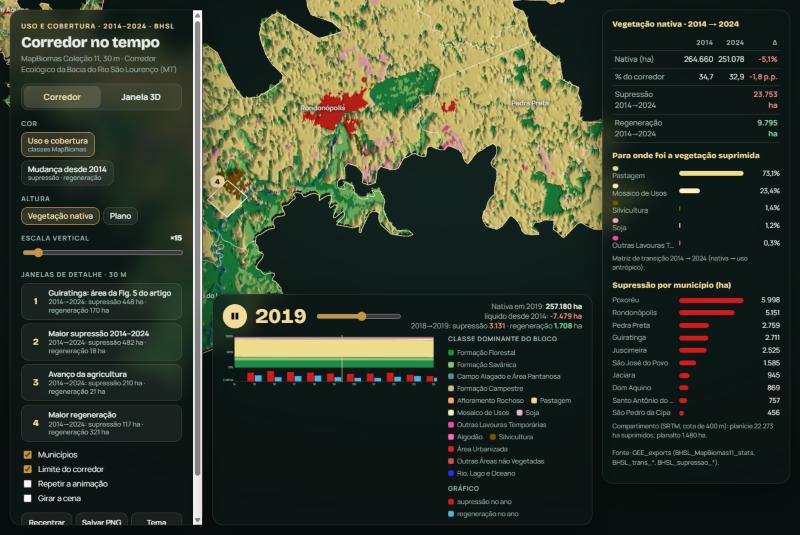 USO E COBERTURA · 2014–2024 · BHSL
Corredor no tempo
MapBiomas Coleção 11, 30 m · Corredor
Ecológico da Bacia do Rio São Lourenço (MT)
Corredor
Janela 3D
COR
Uso e cobertura
classes MapBiomas
Mudança desde 2014
supressão · regeneração
ALTURA
Vegetação nativa
Plano
ESCALA VERTICAL
×15
JANELAS DE DETALHE · 30 M
1
Guiratinga: área da Fig. 5 do artigo
2014→2024: supressão 448 ha ·
regeneração 170 ha
2
Maior supressão 2014–2024
2014→2024: supressão 482 ha ·
regeneração 18 ha
3
Avanço da agricultura
2014→2024: supressão 210 ha ·
regeneração 21 ha
4
Maior regeneração
2014→2024: supressão 117 ha ·
regeneração 321 ha
Municípios
Limite do corredor
Repetir a animação
Girar a cena
Recentrar
Salvar PNG
Tema
Rondonópolis
Pedra Preta
4
2019
Nativa em 2019: 257.180 ha
líquido desde 2014: -7.479 ha
2018→2019: supressão 3.131 · regeneração 1.708 ha
CLASSE DOMINANTE DO BLOCO
Formação Florestal
Formação Savânica
Campo Alagado e Área Pantanosa
Formação Campestre
Afloramento Rochoso
Pastagem
Mosaico de Usos
Soja
Outras Lavouras Temporárias
Algodão
Silvicultura
Área Urbanizada
Outras Áreas não Vegetadas
Rio, Lago e Oceano
GRÁFICO
supressão no ano
regeneração no ano
Vegetação nativa · 2014 → 2024
2014 2024 Δ
Nativa (ha) 264.660 251.078 -5,1%
% do corredor 34,7 32,9 -1,8 p.p.
Supressão 23.753
2014→2024 ha
Regeneração 9.795
2014→2024 ha
Para onde foi a vegetação suprimida
Pastagem 73,1%
Mosaico de Usos 23,4%
Silvicultura 1,4%
Soja 1,2%
Outras Lavouras T... 0,3%
Matriz de transição 2014→2024 (nativa → uso
antrópico).
Supressão por município (ha)
Poxoréu 5.998
Rondonópolis 5.151
Pedra Preta 2.759
Guiratinga 2.711
Juscimeira 2.525
São José do Povo 1.585
Jaciara 945
Dom Aquino 869
Santo Antônio do ... 757
São Pedro da Cipa 456
Compartimento (SRTM, cota de 400 m): planície 22.273
ha suprimidos; planalto 1.480 ha.
Fonte: GEE_exports (BHSL_MapBiomas11_stats,
BHSL_trans_*, BHSL_supressao_*).